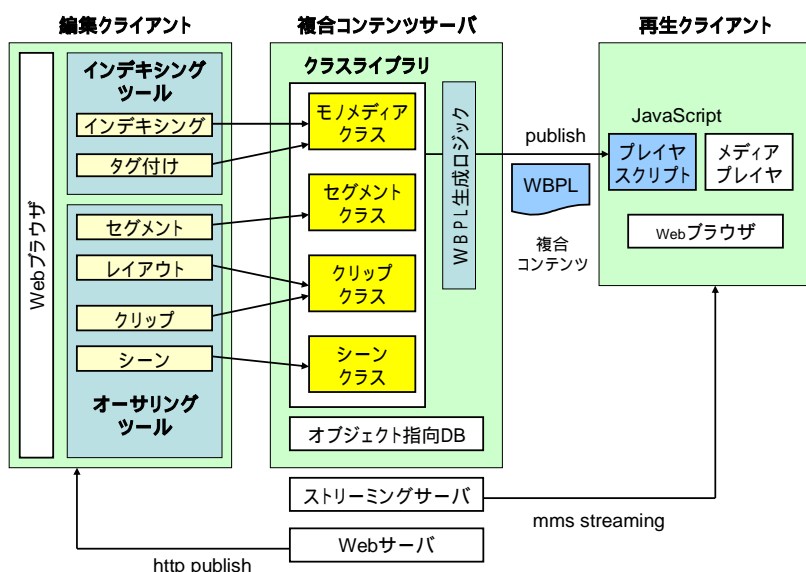 編集クライアント
Webブラウザ
インデキシング
ツール
インデキシング
タグ付け
セグメント
レイアウト
クリップ
シーン
オーサリング
ツール
複合コンテンツサーバ
クラスライブラリ
モノメディア
クラス
セグメント
クラス
クリップ
クラス
シーン
クラス
WBPL生成ロジック
オブジェクト指向DB
ストリーミングサーバ
Webサーバ
publish
WBPL
複合
コンテンツ
再生クライアント
JavaScript
プレイヤ
スクリプト
メディア
プレイヤ
Webブラウザ
mms streaming
http publish